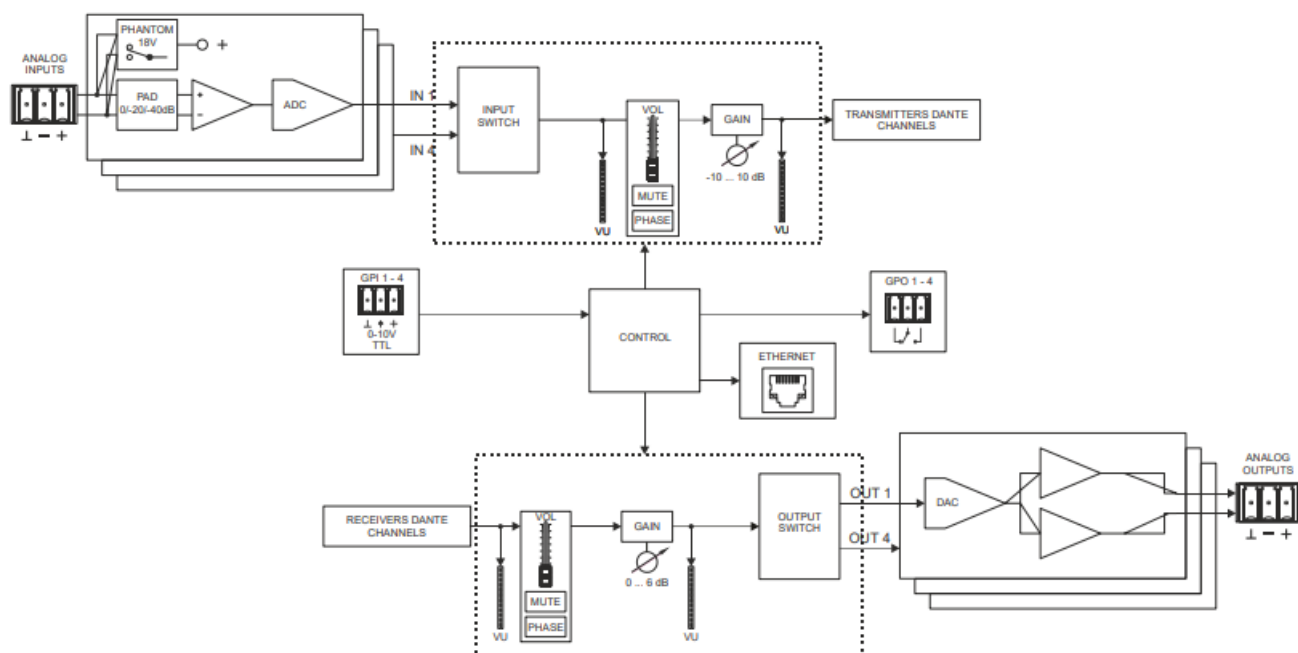 PHANTOM
18V
+
ANALOG
INPUTS
PAD
0/-20/-40dB
+
−
ADC
⊥ − +
IN 1
IN 4
INPUT
SWITCH
VU
VOL
MUTE
PHASE
GAIN
-10 ... 10 dB
VU
TRANSMITTERS DANTE
CHANNELS
GPI 1 - 4
⊥ +
0-10V
TTL
CONTROL
GPO 1 - 4
ETHERNET
RECEIVERS DANTE
CHANNELS
VU
VOL
MUTE
PHASE
GAIN
0 ... 6 dB
VU
OUTPUT
SWITCH
OUT 1
OUT 4
DAC
ANALOG
OUTPUTS
⊥ − +